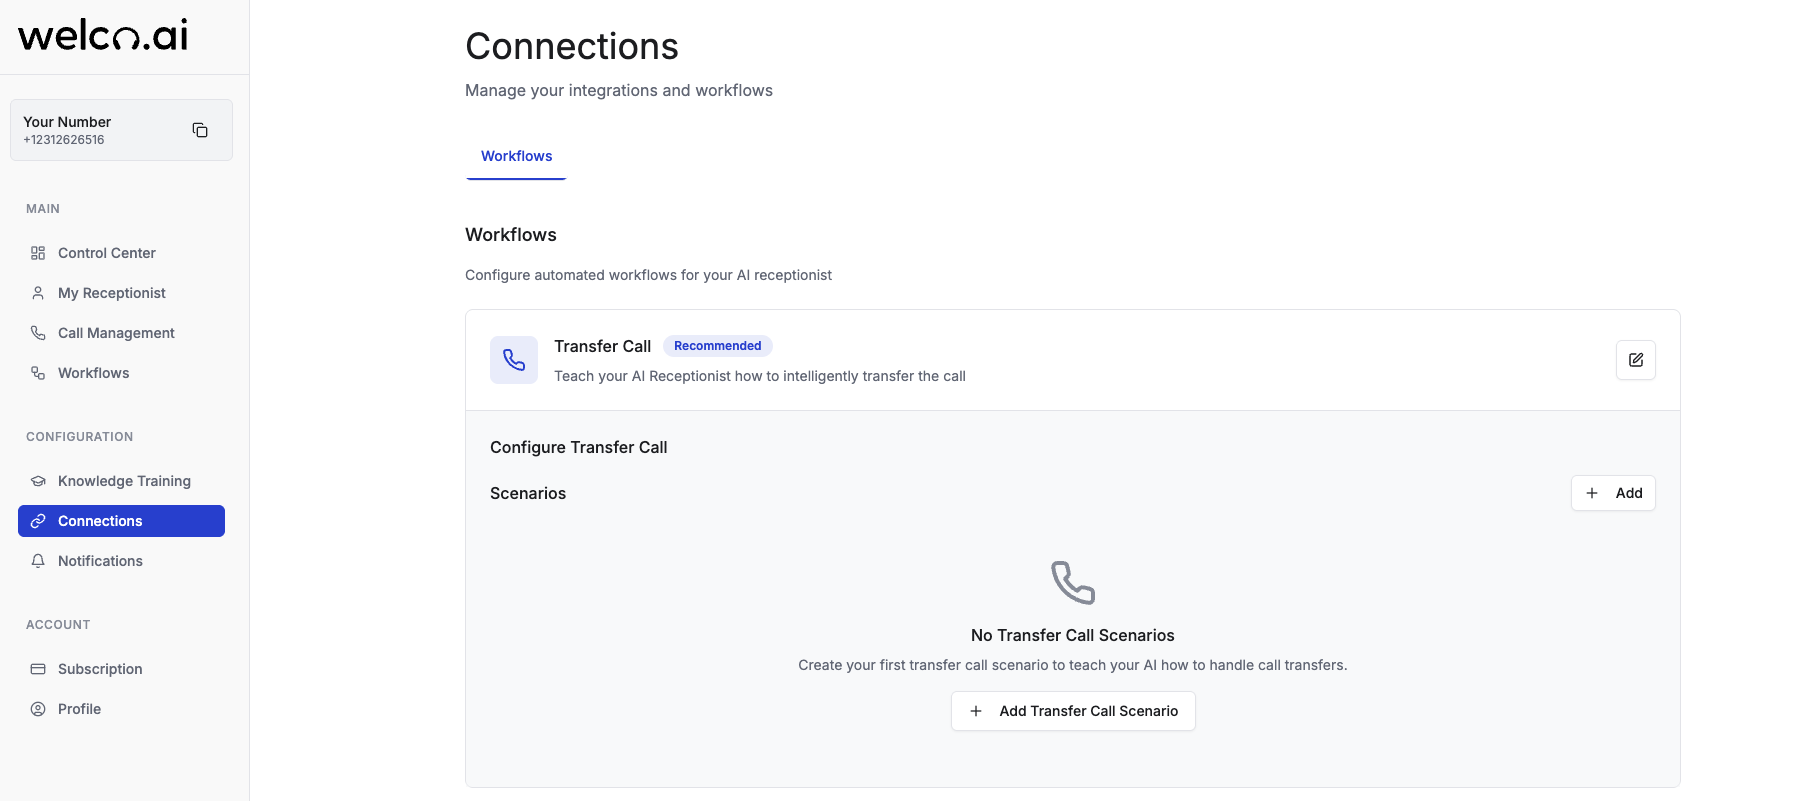 welco.ai
Your Number
+12312626516
MAIN
Control Center
My Receptionist
Call Management
Workflows
CONFIGURATION
Knowledge Training
Connections
Notifications
ACCOUNT
Subscription
Profile
Connections
Manage your integrations and workflows
Workflows
Workflows
Configure automated workflows for your AI receptionist
Transfer Call Recommended
Teach your AI Receptionist how to intelligently transfer the call
Configure Transfer Call
Scenarios
Add
No Transfer Call Scenarios
Create your first transfer call scenario to teach your AI how to handle call transfers.
Add Transfer Call Scenario